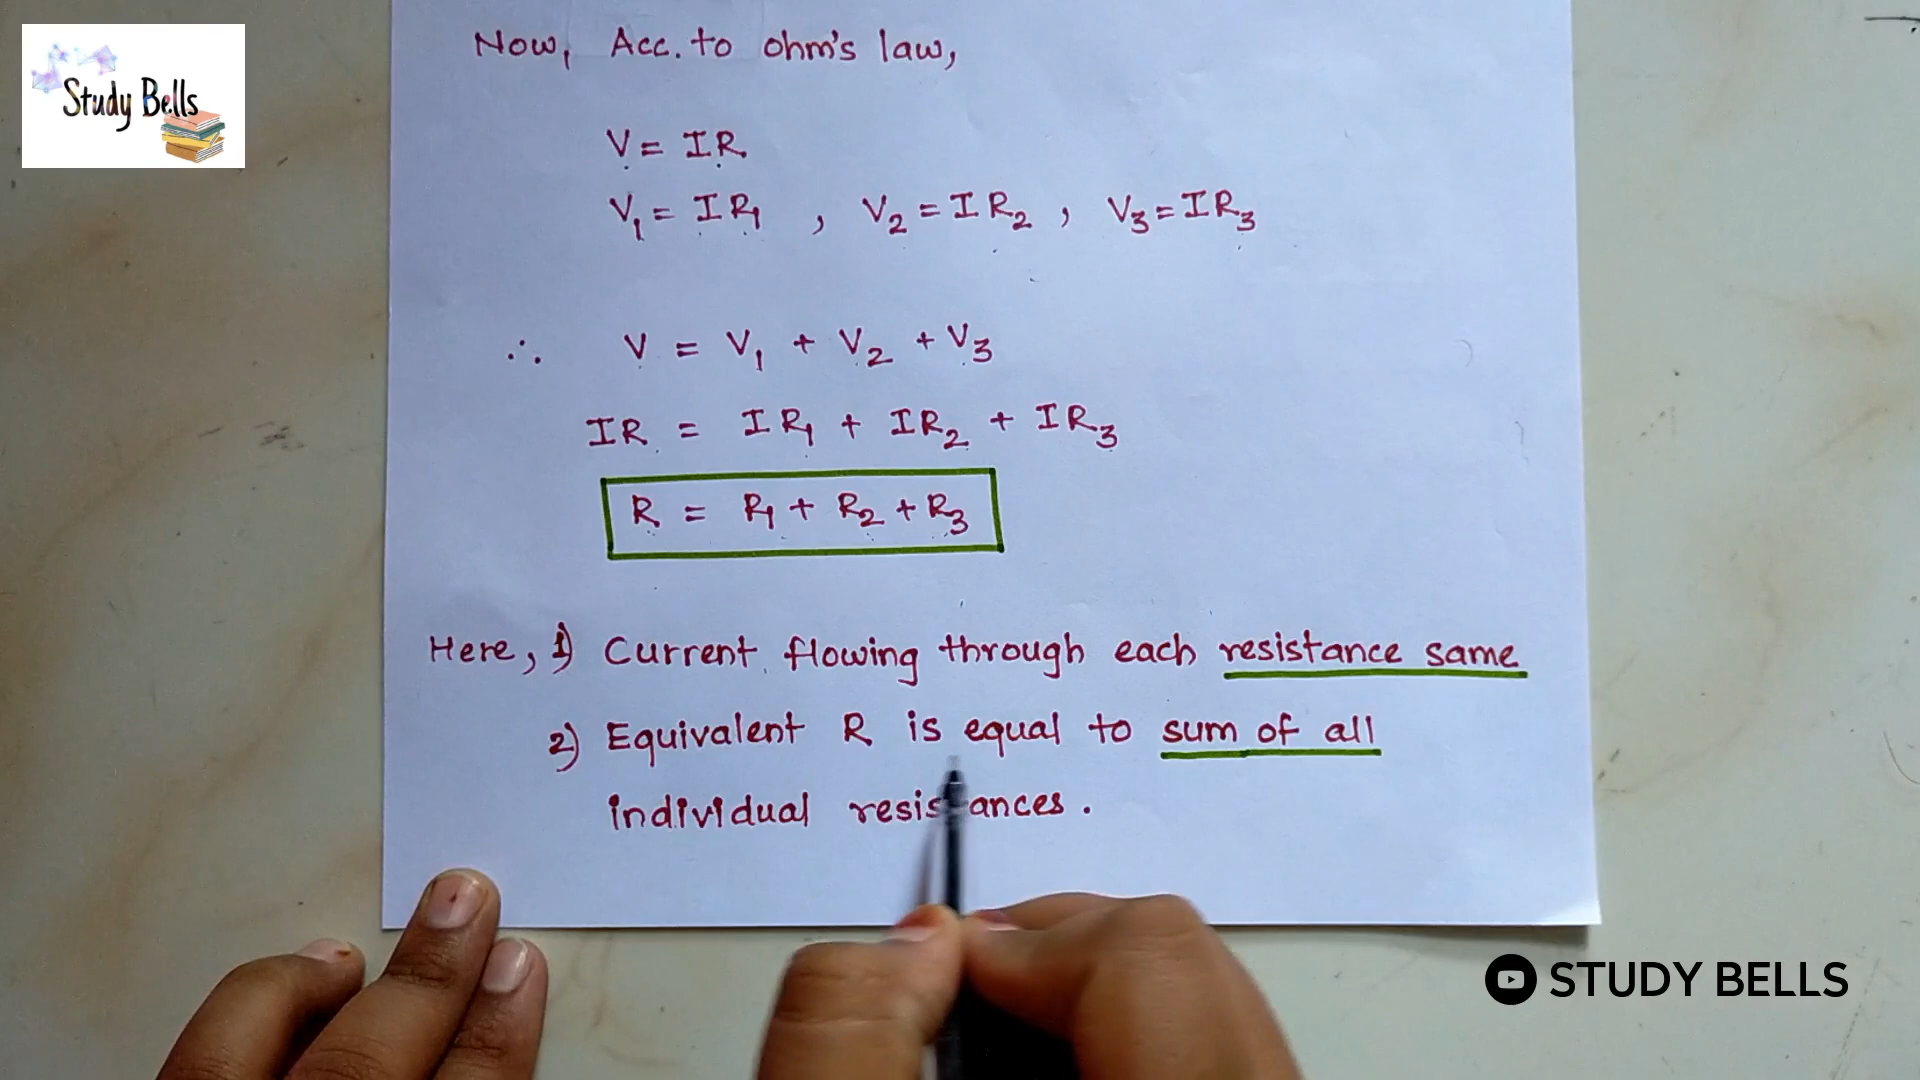 Study Bells
Now, Acc. to ohm's law,
V = IR
V₁ = IR₁ , V₂ = IR₂ , V₃ = IR₃
∴ V = V₁ + V₂ + V₃
IR = IR₁ + IR₂ + IR₃
R = R₁ + R₂ + R₃
Here, 1) Current flowing through each resistance same
2) Equivalent R is equal to sum of all
individual resistances.
STUDY BELLS